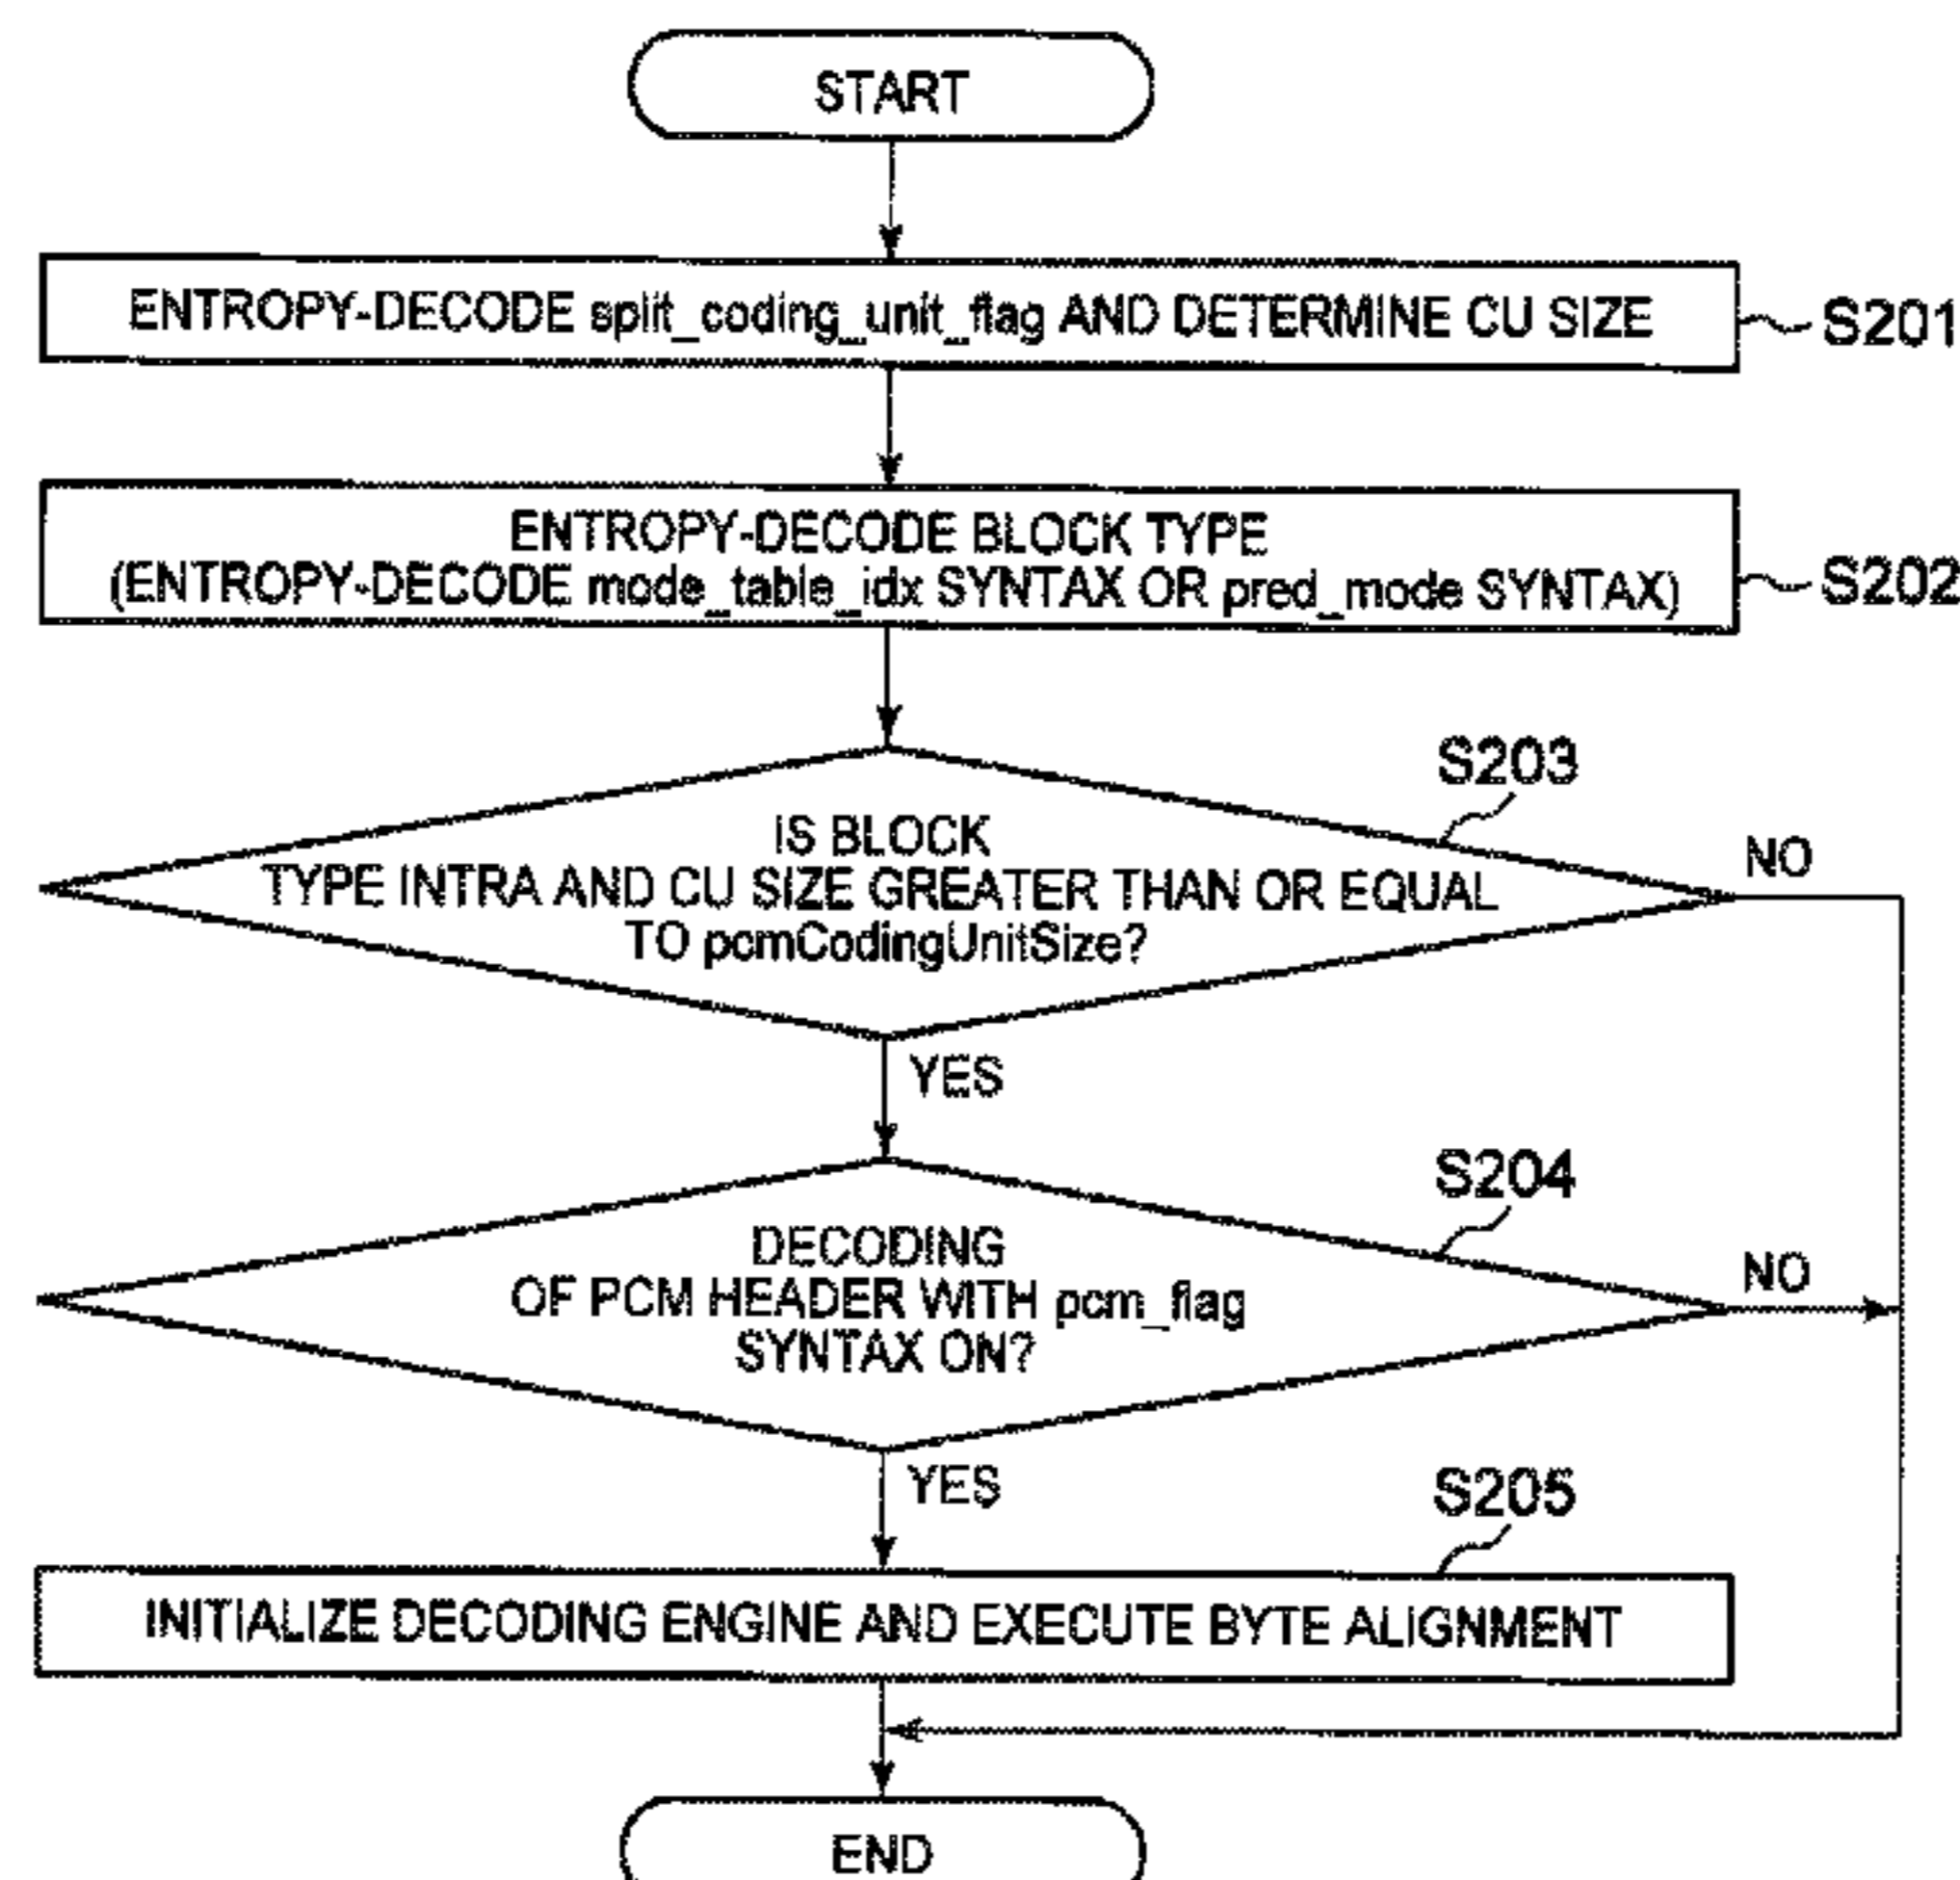 START
ENTROPY-DECODE split_coding_unit_flag AND DETERMINE CU SIZE
S201
ENTROPY-DECODE BLOCK TYPE
(ENTROPY-DECODE mode_table_idx SYNTAX OR pred_mode SYNTAX)
S202
S203
IS BLOCK
TYPE INTRA AND CU SIZE GREATER THAN OR EQUAL
TO pcmCodingUnitSize?
NO
YES
S204
DECODING
OF PCM HEADER WITH pcm_flag
SYNTAX ON?
NO
YES
S205
INITIALIZE DECODING ENGINE AND EXECUTE BYTE ALIGNMENT
END